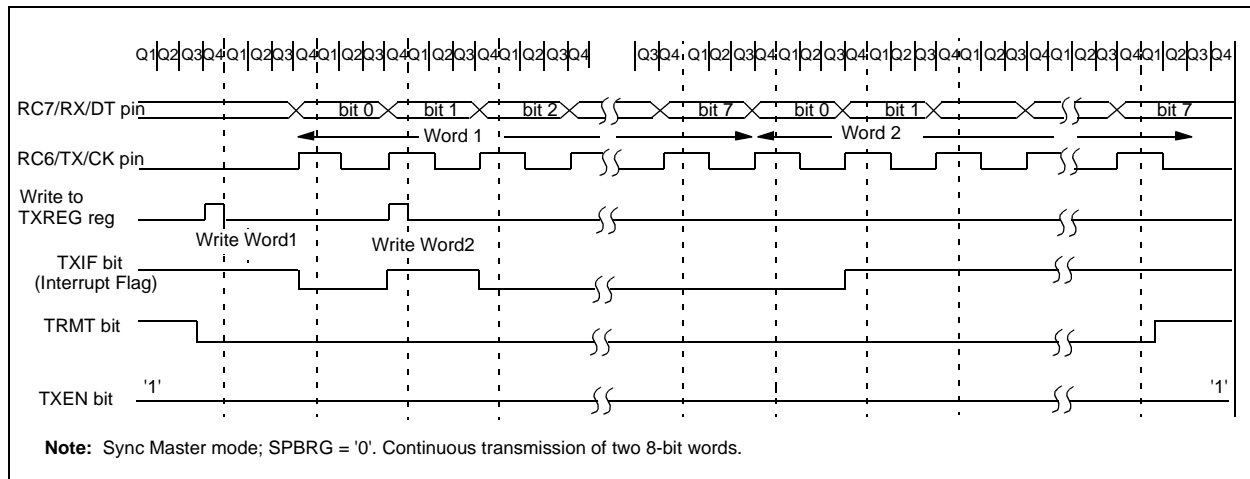 Q1 Q2 Q3 Q4 Q1 Q2 Q3 Q4 Q1 Q2 Q3 Q4 Q1 Q2 Q3 Q4 Q1 Q2 Q3 Q4 Q3 Q4 Q1 Q2 Q3 Q4 Q1 Q2 Q3 Q4 Q1 Q2 Q3 Q4 Q1 Q2 Q3 Q4 Q1 Q2 Q3 Q4 Q1 Q2 Q3 Q4
RC7/RX/DT pin bit 0 bit 1 bit 2 bit 7 bit 0 bit 1 bit 7
Word 1 Word 2
RC6/TX/CK pin
Write to
TXREG reg
Write Word1 Write Word2
TXIF bit
(Interrupt Flag)
TRMT bit
'1' '1'
TXEN bit
Note: Sync Master mode; SPBRG = '0'. Continuous transmission of two 8-bit words.